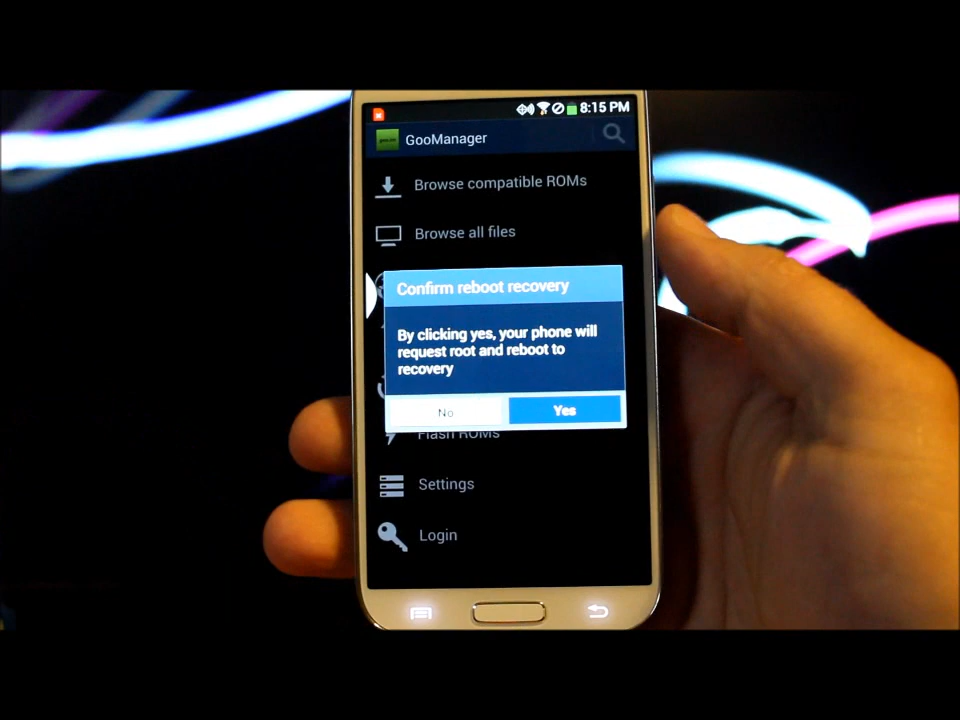 8:15 PM
GooManager
Browse compatible ROMs
Browse all files
Confirm reboot recovery
By clicking yes, your phone will
request root and reboot to
recovery
No
Yes
Flash ROMs
Settings
Login